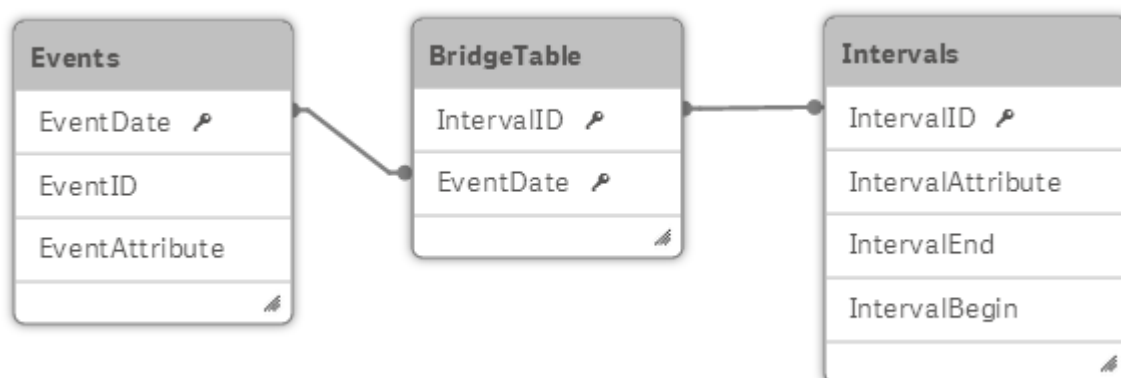 Events
EventDate
EventID
EventAttribute
BridgeTable
IntervalID
EventDate
Intervals
IntervalID
IntervalAttribute
IntervalEnd
IntervalBegin